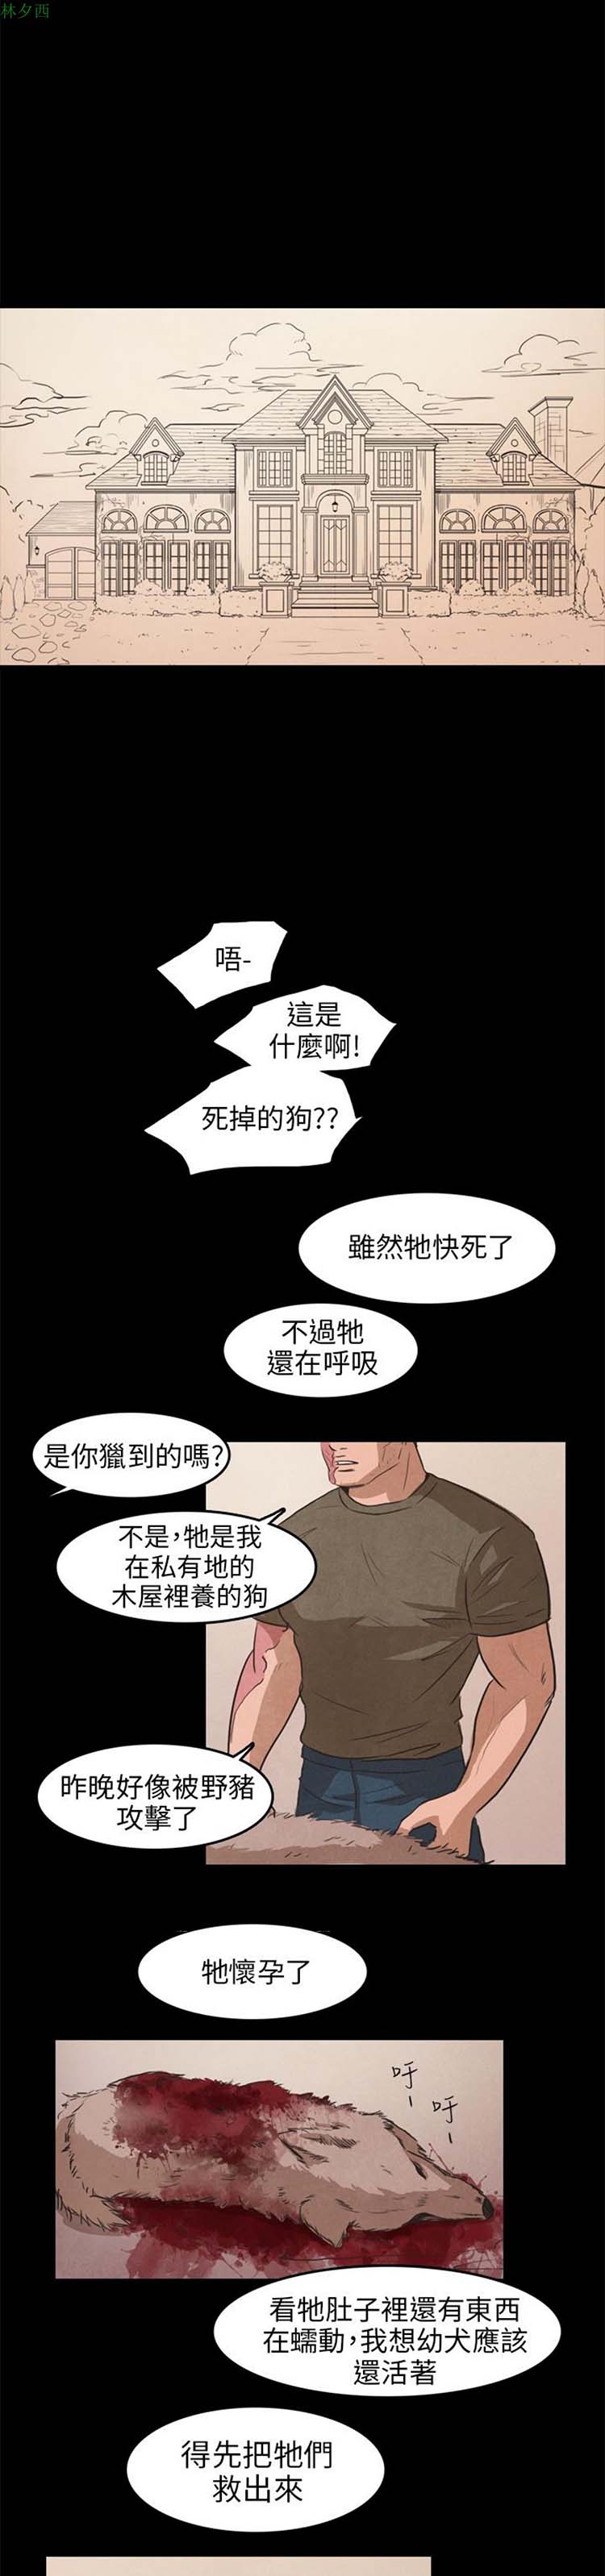 林夕西
唔-
這是
什麼啊!
死掉的狗??
雖然牠快死了
不過牠
還在呼吸
是你獵到的嗎?
不是,牠是我
在私有地的
木屋裡養的狗
昨晚好像被野豬
攻擊了
牠懷孕了
吁-
吁-
看牠肚子裡還有東西
在蠕動,我想幼犬應該
還活著
得先把牠們
救出來